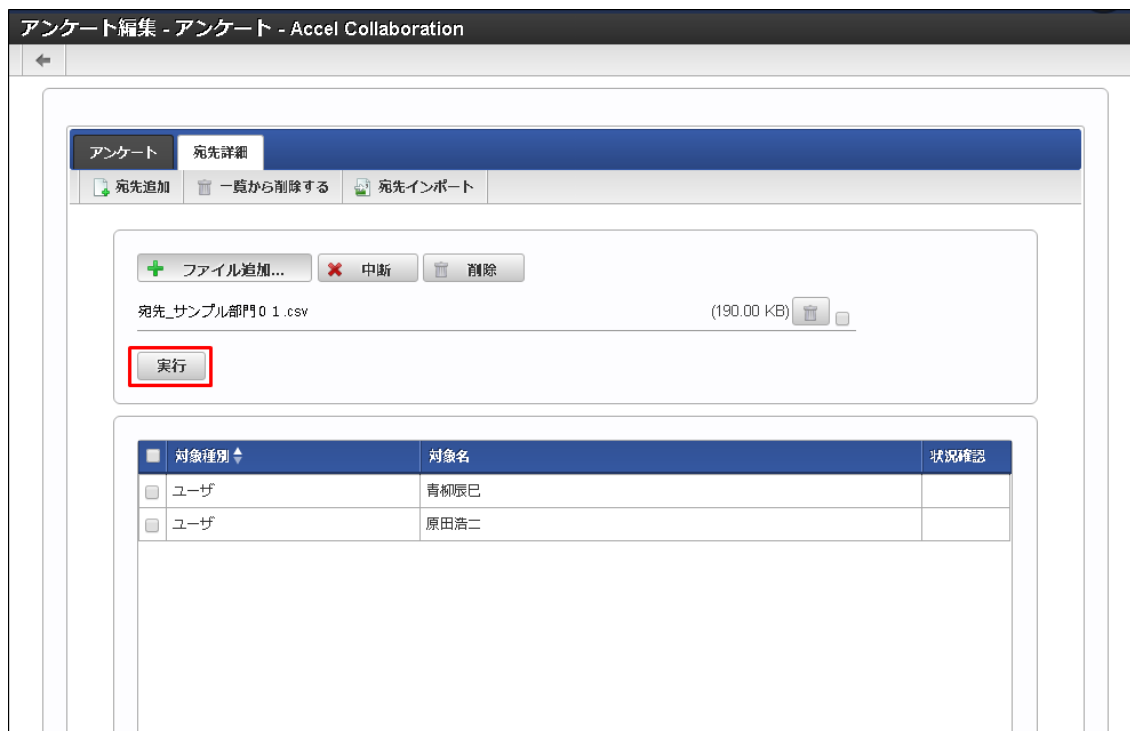 アンケート編集 - アンケート - Accel Collaboration
アンケート 宛先詳細
宛先追加 一覧から削除する 宛先インポート
ファイル追加... 中断 削除
宛先_サンプル部門０１.csv (190.00 KB)
実行
対象種別 対象名 状況確認
ユーザ 青柳辰巳
ユーザ 原田浩二